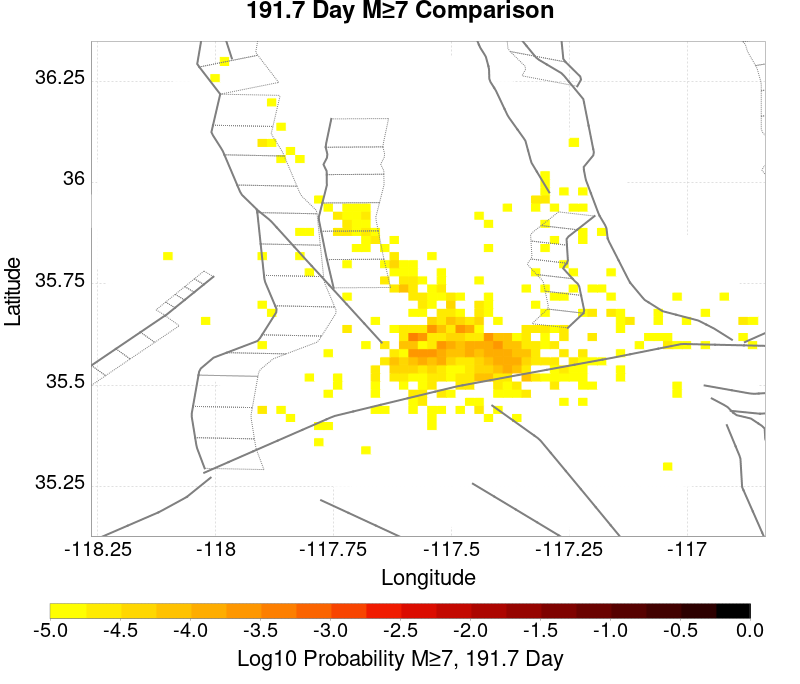 191.7 Day M≥7 Comparison
36.25
36
35.75
35.5
35.25
Latitude
-118.25 -118 -117.75 -117.5 -117.25 -117
Longitude
-5.0 -4.5 -4.0 -3.5 -3.0 -2.5 -2.0 -1.5 -1.0 -0.5 0.0
Log10 Probability M≥7, 191.7 Day